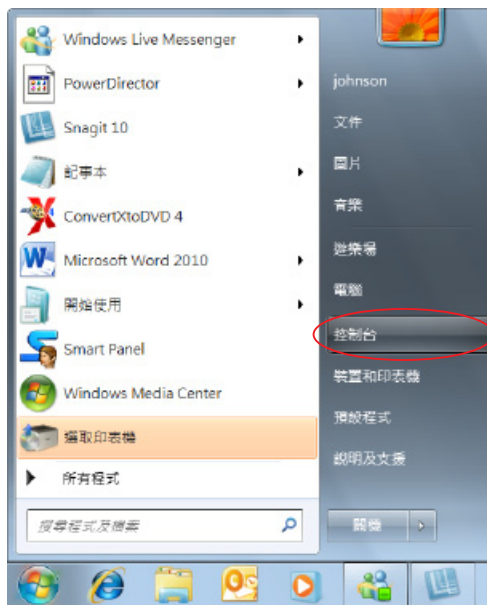 Windows Live Messenger
PowerDirector
Snagit 10
記事本
ConvertXtoDVD 4
Microsoft Word 2010
開始使用
Smart Panel
Windows Media Center
選取印表機
所有程式
搜尋程式及檔案
johnson
文件
圖片
音樂
遊樂場
電腦
控制台
裝置和印表機
預設程式
說明及支援
關機